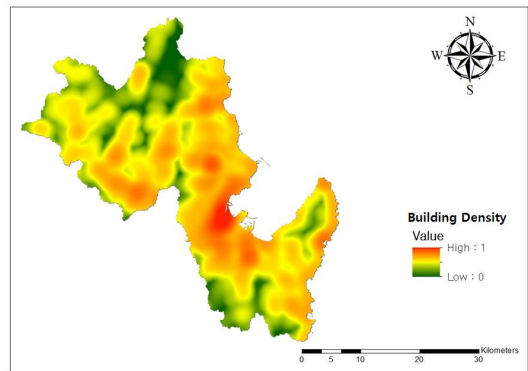 N
W E
S
Building Density
Value
High : 1
Low : 0
Kilometers
0 5 10 20 30